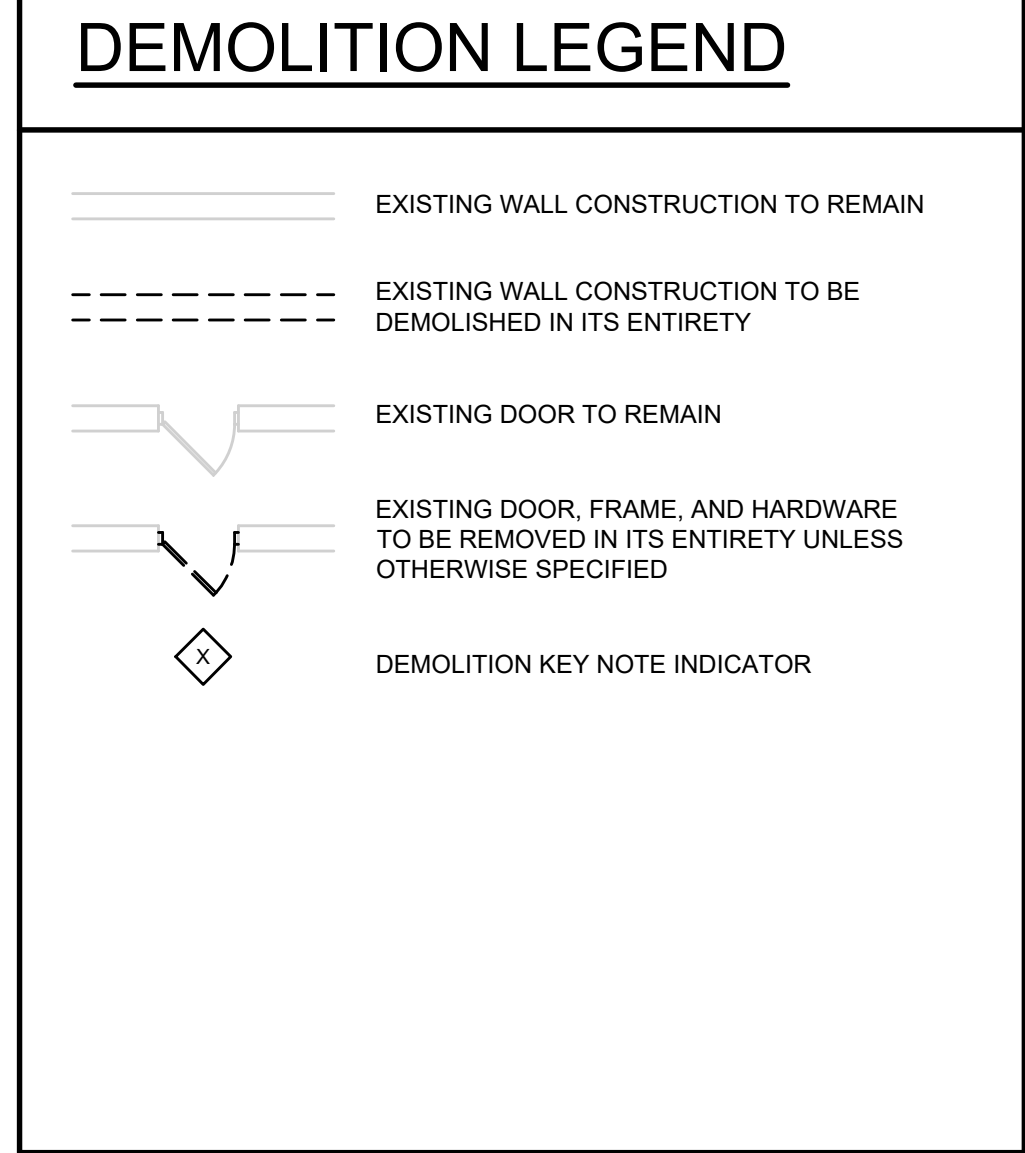 DEMOLITION LEGEND
EXISTING WALL CONSTRUCTION TO REMAIN
EXISTING WALL CONSTRUCTION TO BE
DEMOLISHED IN ITS ENTIRETY
EXISTING DOOR TO REMAIN
EXISTING DOOR, FRAME, AND HARDWARE
TO BE REMOVED IN ITS ENTIRETY UNLESS
OTHERWISE SPECIFIED
X
DEMOLITION KEY NOTE INDICATOR